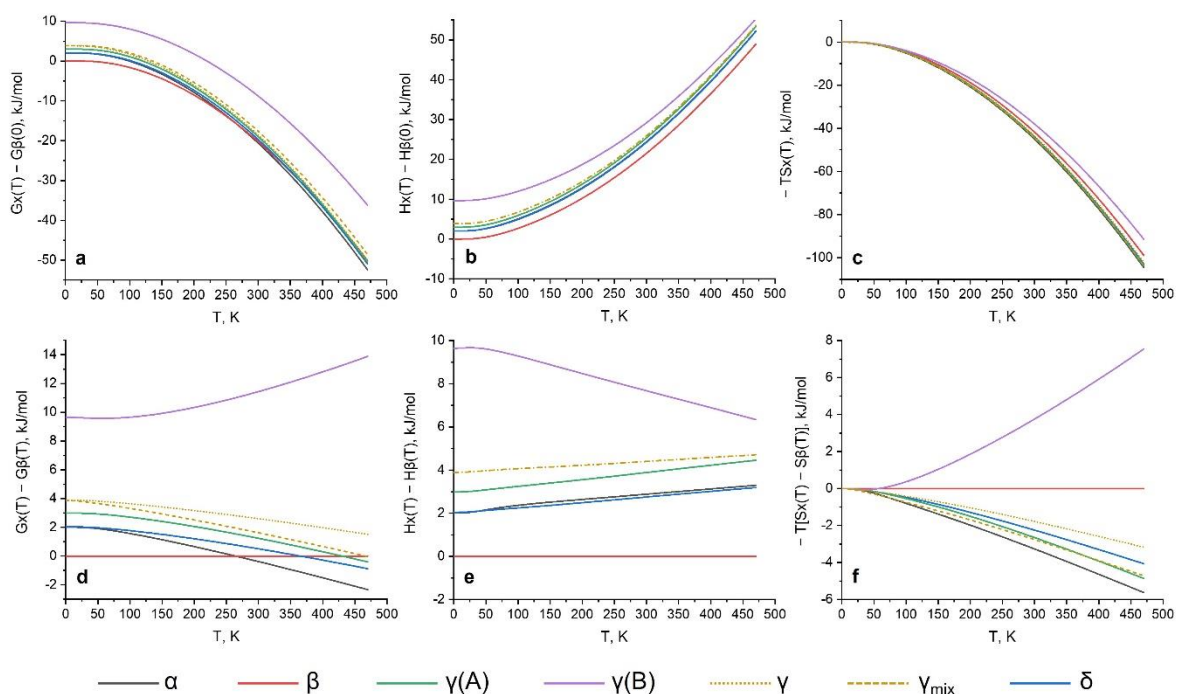 Gx(T) − Gβ(0), kJ/mol
10
0
-10
-20
-30
-40
-50
a
0 50 100 150 200 250 300 350 400 450 500
T, K
Hx(T) − Hβ(0), kJ/mol
50
40
30
20
10
0
-10
b
0 50 100 150 200 250 300 350 400 450 500
T, K
− TSx(T), kJ/mol
0
-20
-40
-60
-80
-100
c
0 50 100 150 200 250 300 350 400 450 500
T, K
Gx(T) − Gβ(T), kJ/mol
14
12
10
8
6
4
2
0
-2
d
0 50 100 150 200 250 300 350 400 450 500
T, K
Hx(T) − Hβ(T), kJ/mol
10
8
6
4
2
0
-2
e
0 50 100 150 200 250 300 350 400 450 500
T, K
− T[Sx(T) − Sβ(T)], kJ/mol
8
6
4
2
0
-2
-4
-6
f
0 50 100 150 200 250 300 350 400 450 500
T, K
α β γ(A) γ(B) γ γmix δ